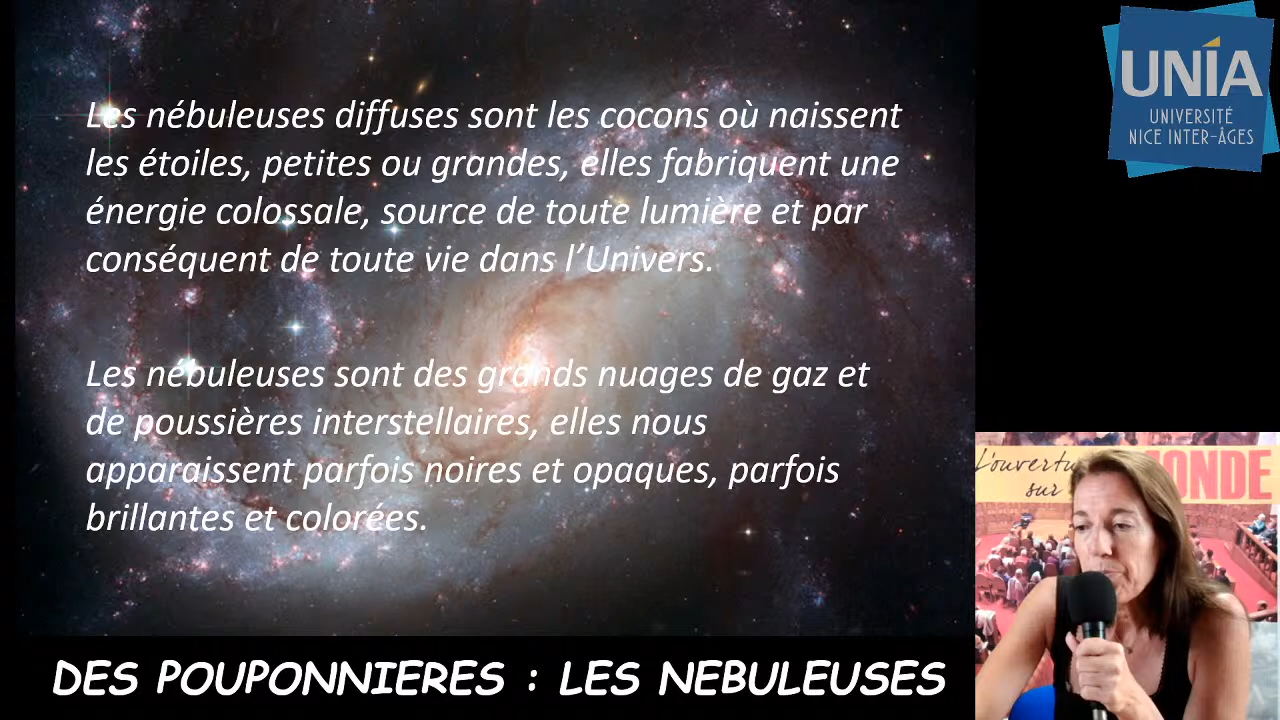 Les nébuleuses diffuses sont les cocons où naissent
les étoiles, petites ou grandes, elles fabriquent une
énergie colossale, source de toute lumière et par
conséquent de toute vie dans l’Univers.
Les nébuleuses sont des grands nuages de gaz et
de poussières interstellaires, elles nous
apparaissent parfois noires et opaques, parfois
brillantes et colorées.
DES POUPONNIERES : LES NEBULEUSES
UNIA
UNIVERSITÉ
NICE INTER-ÂGES
L'ouvertu
sur
ONDE